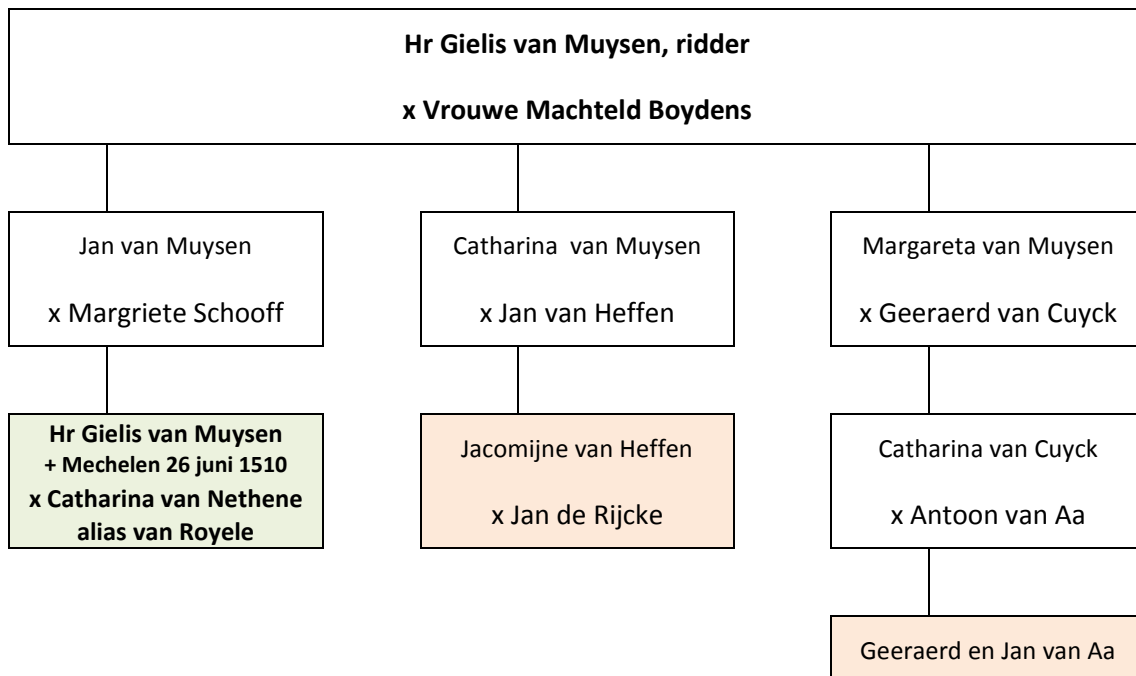 Hr Gielis van Muysen, ridder
x Vrouwe Machteld Boydens
Jan van Muysen
x Margriete Schooff
Catharina van Muysen
x Jan van Heffen
Margareta van Muysen
x Geeraerd van Cuyck
Hr Gielis van Muysen
+ Mechelen 26 juni 1510
x Catharina van Nethene
alias van Royele
Jacomijne van Heffen
x Jan de Rijcke
Catharina van Cuyck
x Antoon van Aa
Geeraerd en Jan van Aa